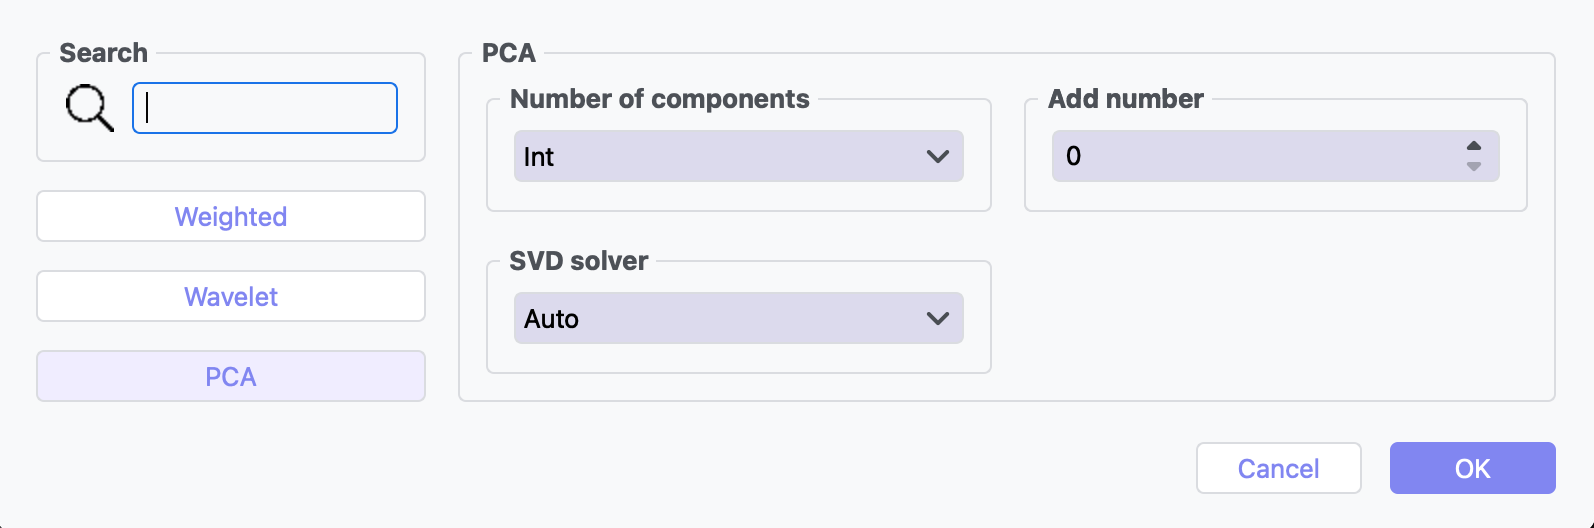 Search
Weighted
Wavelet
PCA
PCA
Number of components
Int
Add number
0
SVD solver
Auto
Cancel
OK